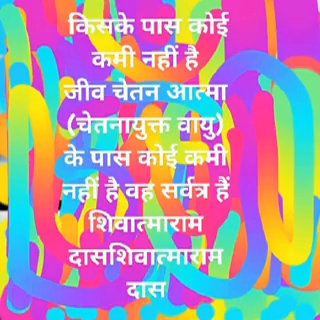 किसके पास कोई
कमी नहीं है
जीव चेतन आत्मा
(चेतनायुक्त वायु)
के पास कोई कमी
नहीं है वह सर्वत्र हैं
शिवात्माराम
दासशिवात्माराम
दास